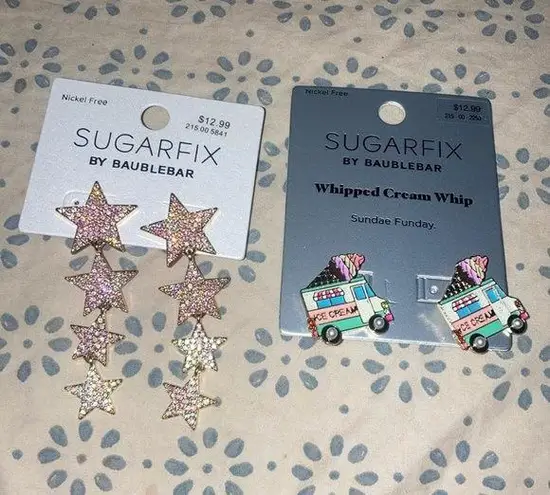 Nickel Free
$12.99
215 00 5841
SUGARFIX
BY BAUBLEBAR
Nickel Free
$12.99
SUGARFIX
BY BAUBLEBAR
Whipped Cream Whip
Sundae Funday.
ICE CREAM
ICE CREAM